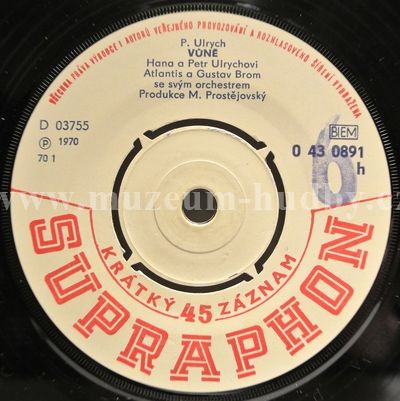 VŠECHNA PRÁVA VÝROBCE I AUTORŮ VEŘEJNÉHO PROVOZOVÁNÍ A ROZHLASOVÉHO ŠÍŘENÍ VYHRAZENA
P. Ulrych
VŮNĚ
Hana a Petr Ulrychovi
Atlantis a Gustav Brom
se svým orchestrem
Produkce M. Prostějovský
D 03755
Ⓟ 1970
70 1
BIEM
0 43 0891
h
6
www.muzeum-hudby.cz
KRÁTKÝ 45 ZÁZNAM
SUPRAPHON